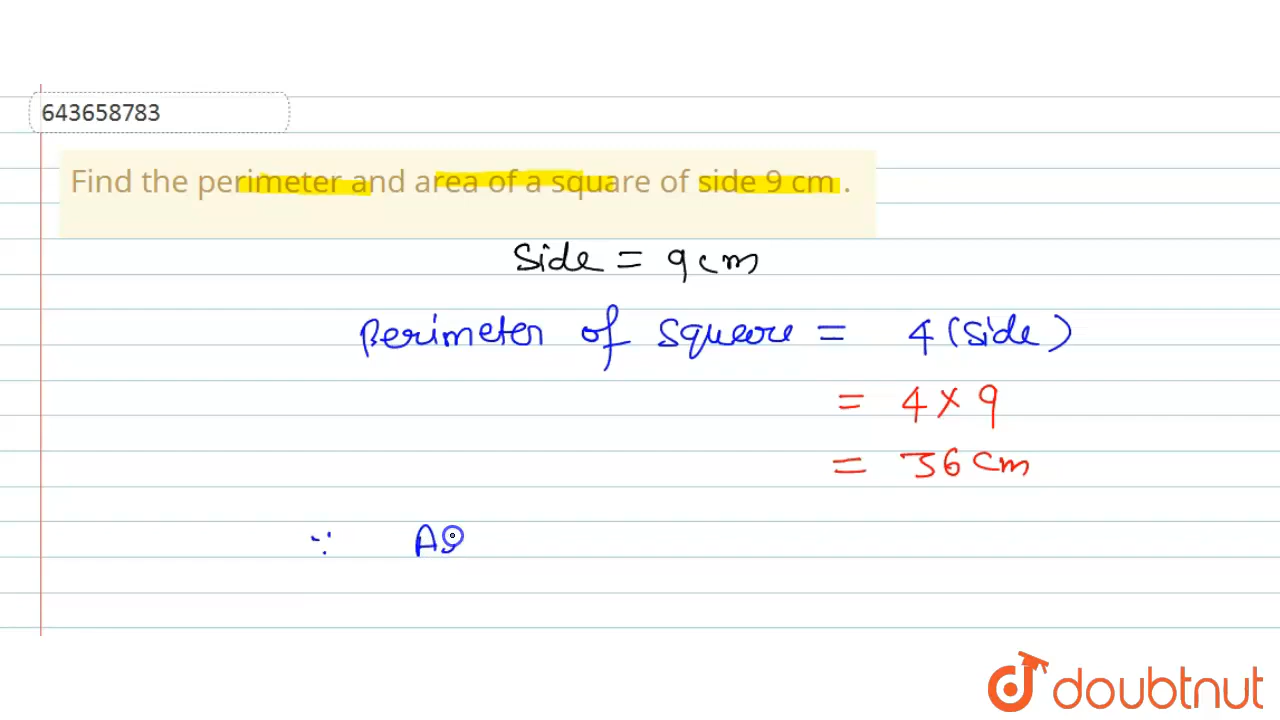 643658783
Find the perimeter and area of a square of side 9 cm .
Side = 9 cm
Perimeter of square = 4 (Side)
= 4 × 9
= 36 cm
∵
doubtnut